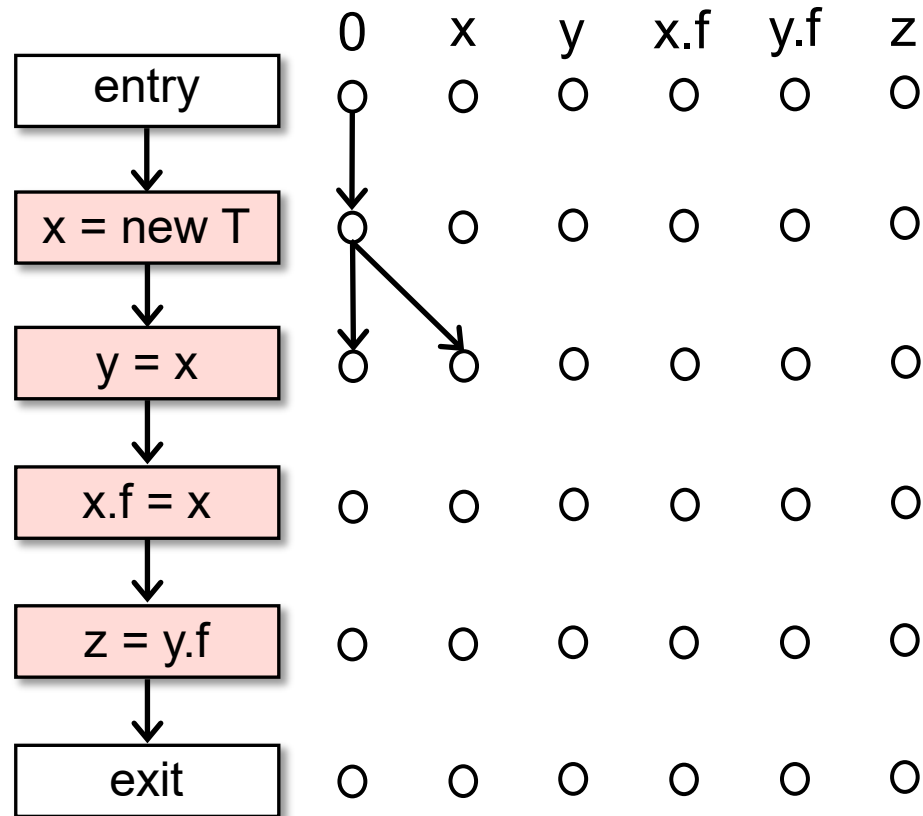 0 x y x.f y.f z
entry
x = new T
y = x
x.f = x
z = y.f
exit